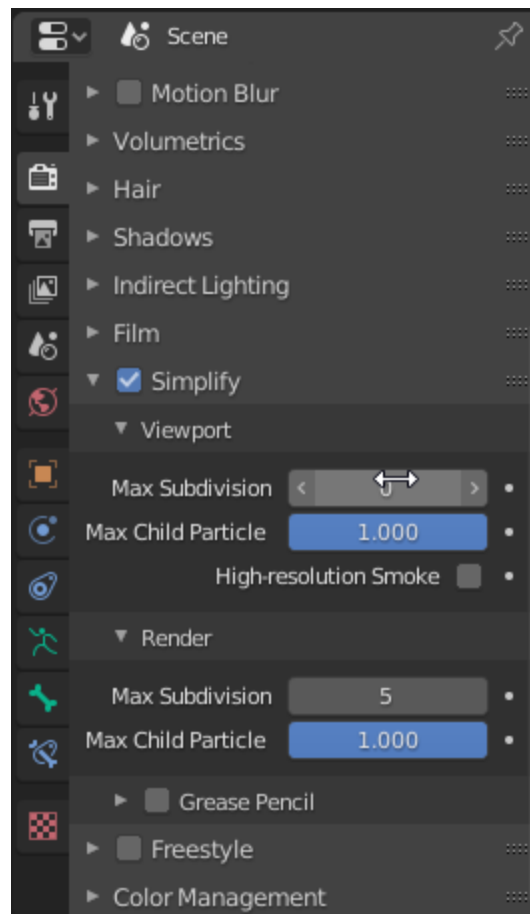 Scene
Motion Blur
Volumetrics
Hair
Shadows
Indirect Lighting
Film
Simplify
Viewport
Max Subdivision
Max Child Particle 1.000
High-resolution Smoke
Render
Max Subdivision 5
Max Child Particle 1.000
Grease Pencil
Freestyle
Color Management